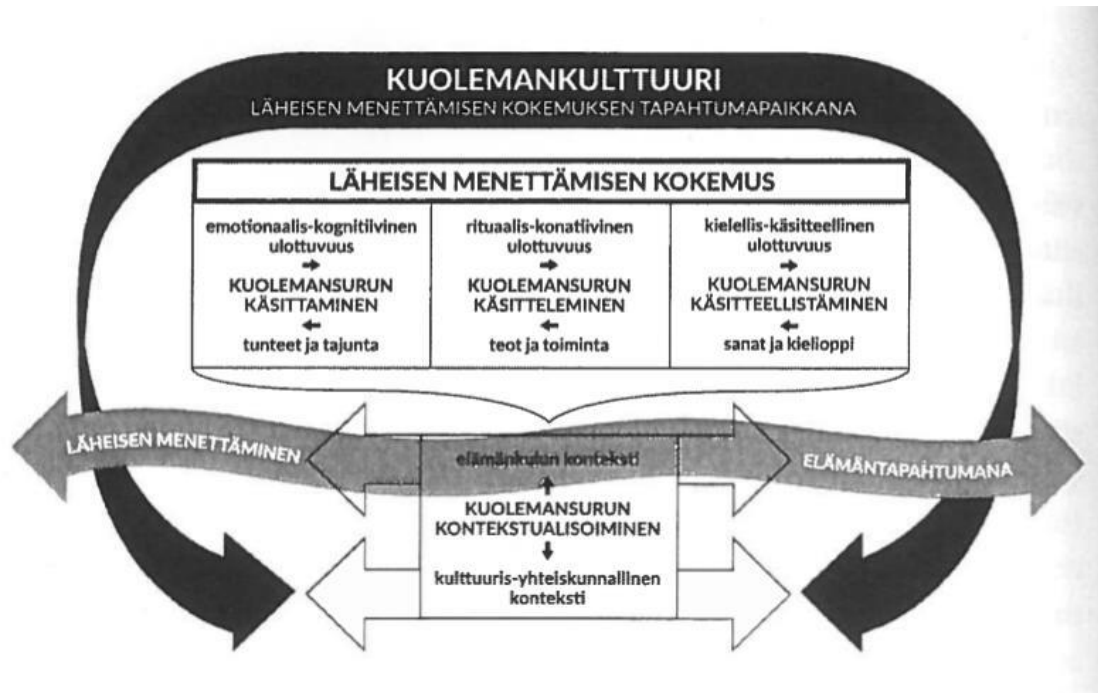 KUOLEMANKULTTUURI
LÄHEISEN MENETTÄMISEN KOKEMUKSEN TAPAHTUMAPAIKKANA
LÄHEISEN MENETTÄMISEN KOKEMUS
emotionaalis-kognitiivinen
ulottuvuus
KUOLEMANSURUN
KÄSITTÄMINEN
tunteet ja tajunta
rituaalis-konatiivinen
ulottuvuus
KUOLEMANSURUN
KÄSITTELEMINEN
teot ja toiminta
kielellis-käsitteellinen
ulottuvuus
KUOLEMANSURUN
KÄSITTEELLISTÄMINEN
sanat ja kielioppi
LÄHEISEN MENETTÄMINEN
ELÄMÄNTAPAHTUMANA
elämänkulun konteksti
KUOLEMANSURUN
KONTEKSTUALISOIMINEN
kulttuuris-yhteiskunnallinen
konteksti